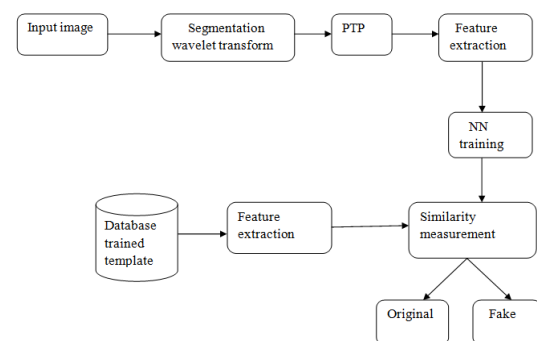 Input image
Segmentation
wavelet transform
PTP
Feature
extraction
NN
training
Database
trained
template
Feature
extraction
Similarity
measurement
Original
Fake